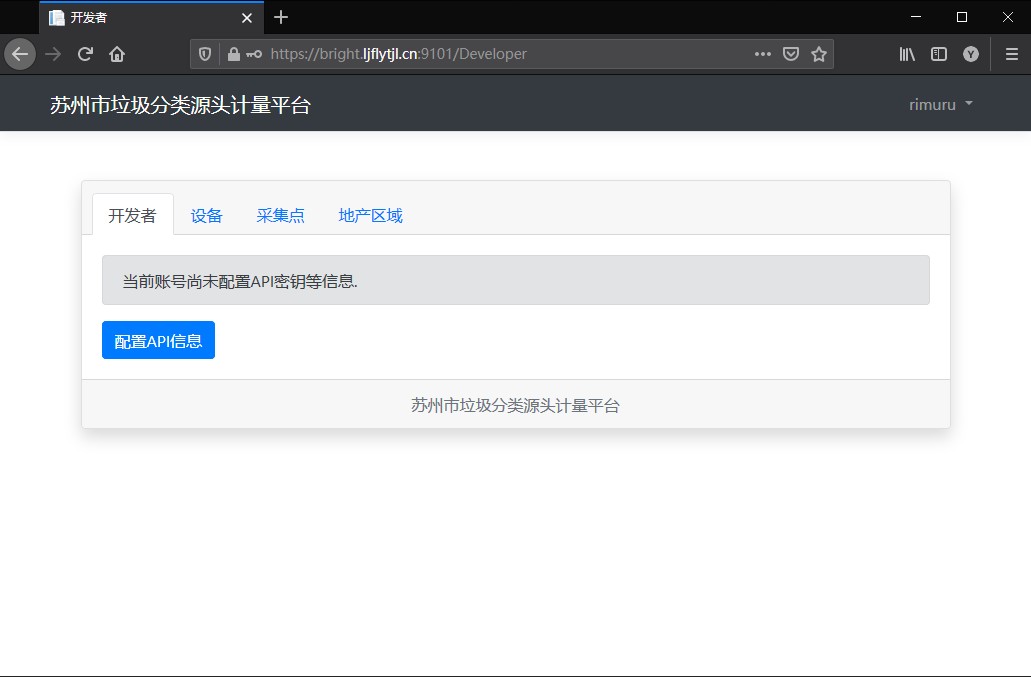 开发者
https://bright.ljflytjl.cn:9101/Developer
Y
苏州市垃圾分类源头计量平台
rimuru
开发者 设备 采集点 地产区域
当前账号尚未配置API密钥等信息.
配置API信息
苏州市垃圾分类源头计量平台